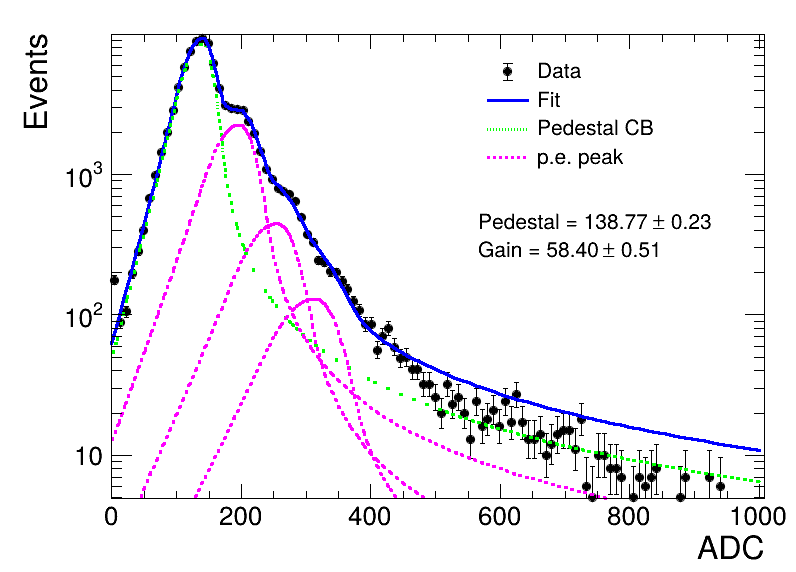 Events
Data
Fit
Pedestal CB
p.e. peak
Pedestal = 138.77 ± 0.23
Gain = 58.40 ± 0.51
10³
10²
10
0 200 400 600 800 1000
ADC